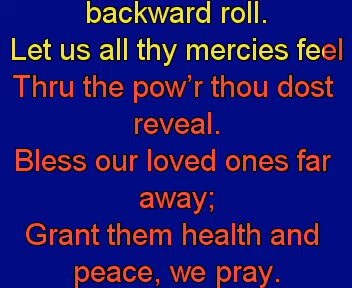 backward roll.
Let us all thy mercies feel
Thru the pow'r thou dost
reveal.
Bless our loved ones far
away;
Grant them health and
peace, we pray.